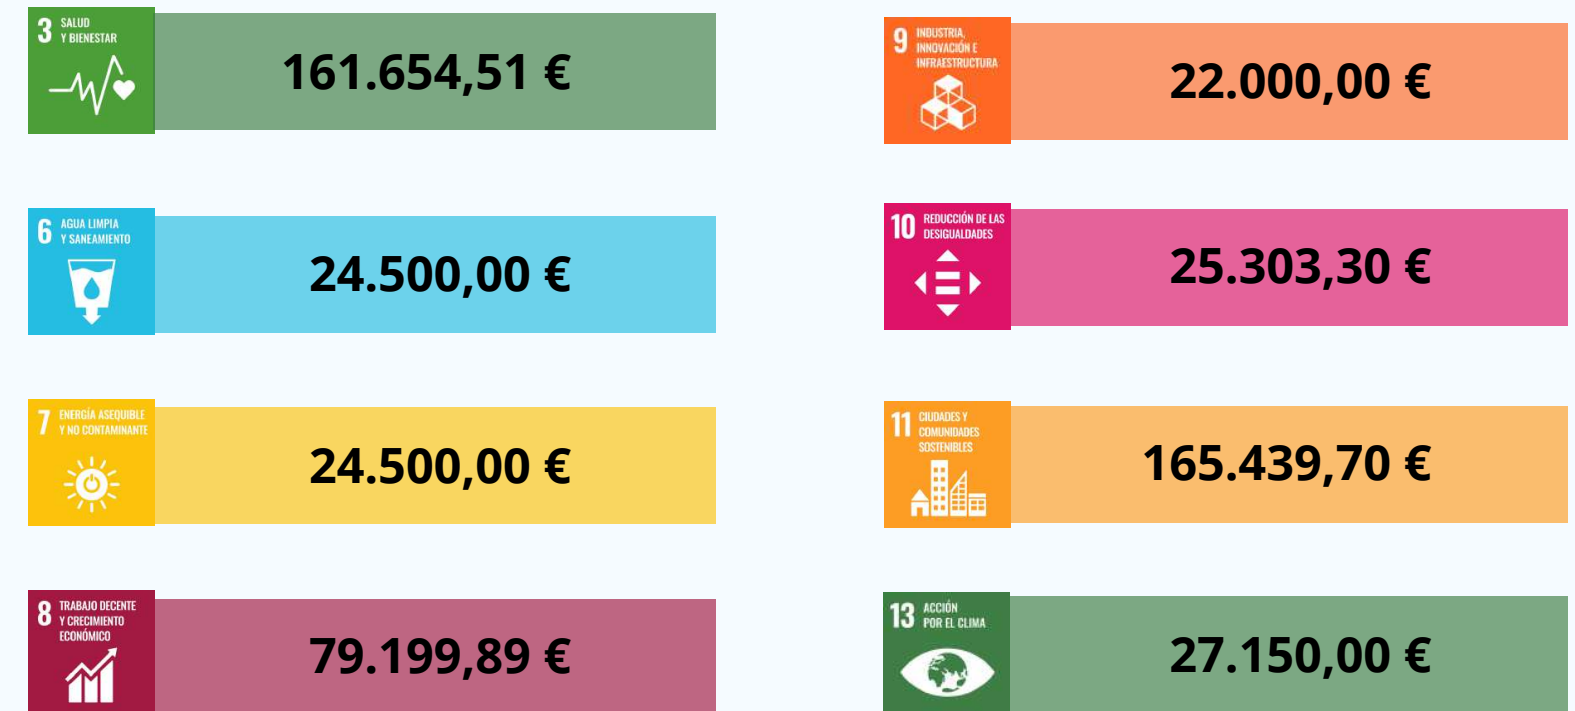 3 SALUD
Y BIENESTAR
161.654,51 €
6 AGUA LIMPIA
Y SANEAMIENTO
24.500,00 €
7 ENERGÍA ASEQUIBLE
Y NO CONTAMINANTE
24.500,00 €
8 TRABAJO DECENTE
Y CRECIMIENTO
ECONÓMICO
79.199,89 €
9 INDUSTRIA,
INNOVACIÓN E
INFRAESTRUCTURA
22.000,00 €
10 REDUCCIÓN DE LAS
DESIGUALDADES
25.303,30 €
11 CIUDADES Y
COMUNIDADES
SOSTENIBLES
165.439,70 €
13 ACCIÓN
POR EL CLIMA
27.150,00 €